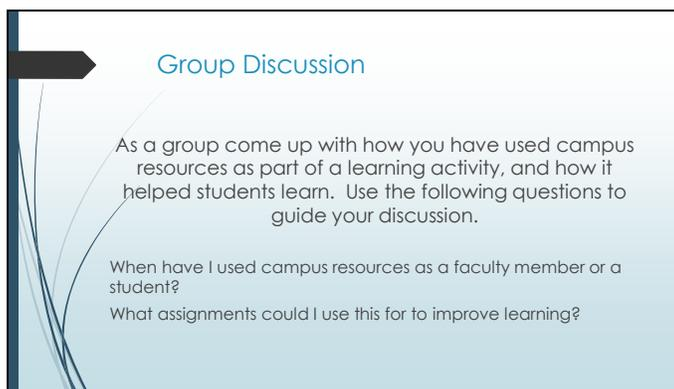 Group Discussion
As a group come up with how you have used campus
resources as part of a learning activity, and how it
helped students learn.  Use the following questions to
guide your discussion.
When have I used campus resources as a faculty member or a
student?
What assignments could I use this for to improve learning?